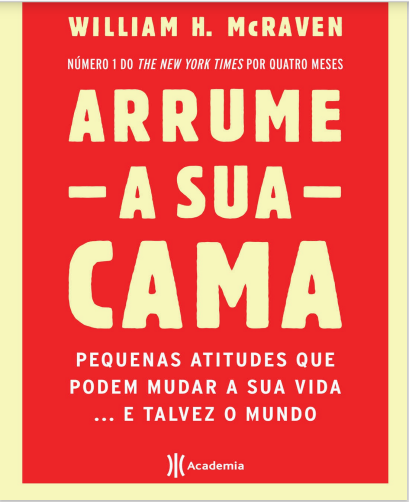 WILLIAM H. McRAVEN
NÚMERO 1 DO THE NEW YORK TIMES POR QUATRO MESES
ARRUME
A SUA
CAMA
PEQUENAS ATITUDES QUE
PODEM MUDAR A SUA VIDA
... E TALVEZ O MUNDO
Academia